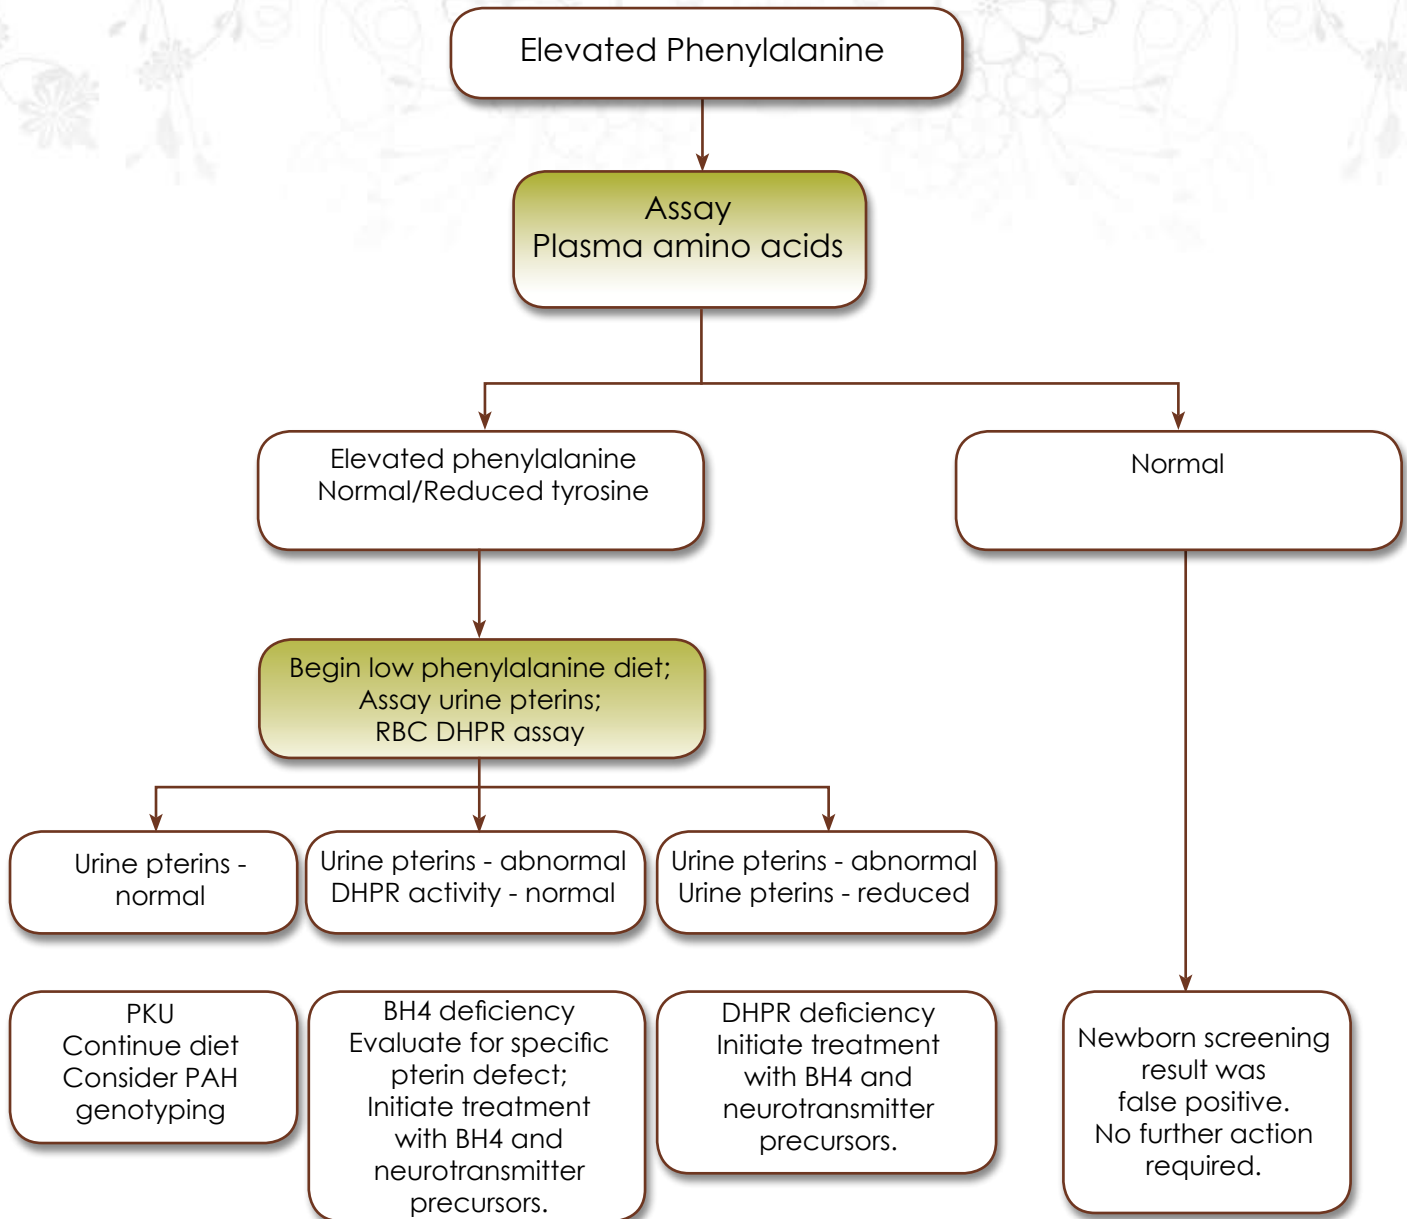 Elevated Phenylalanine
Assay
Plasma amino acids
Elevated phenylalanine
Normal/Reduced tyrosine
Normal
Begin low phenylalanine diet;
Assay urine pterins;
RBC DHPR assay
Urine pterins -
normal
Urine pterins - abnormal
DHPR activity - normal
Urine pterins - abnormal
Urine pterins - reduced
PKU
Continue diet
Consider PAH
genotyping
BH4 deficiency
Evaluate for specific
pterin defect;
Initiate treatment
with BH4 and
neurotransmitter
precursors.
DHPR deficiency
Initiate treatment
with BH4 and
neurotransmitter
precursors.
Newborn screening
result was
false positive.
No further action
required.